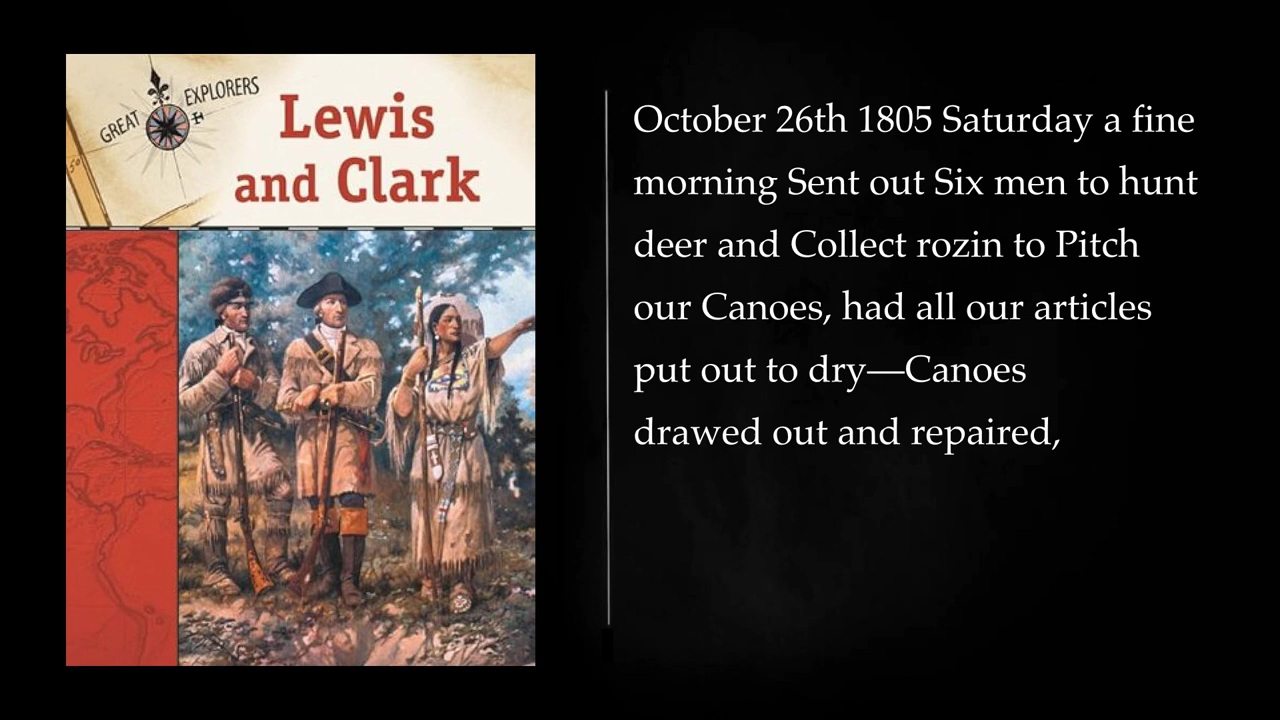 GREAT EXPLORERS
Lewis
and Clark
50
October 26th 1805 Saturday a fine
morning Sent out Six men to hunt
deer and Collect rozin to Pitch
our Canoes, had all our articles
put out to dry—Canoes
drawed out and repaired,